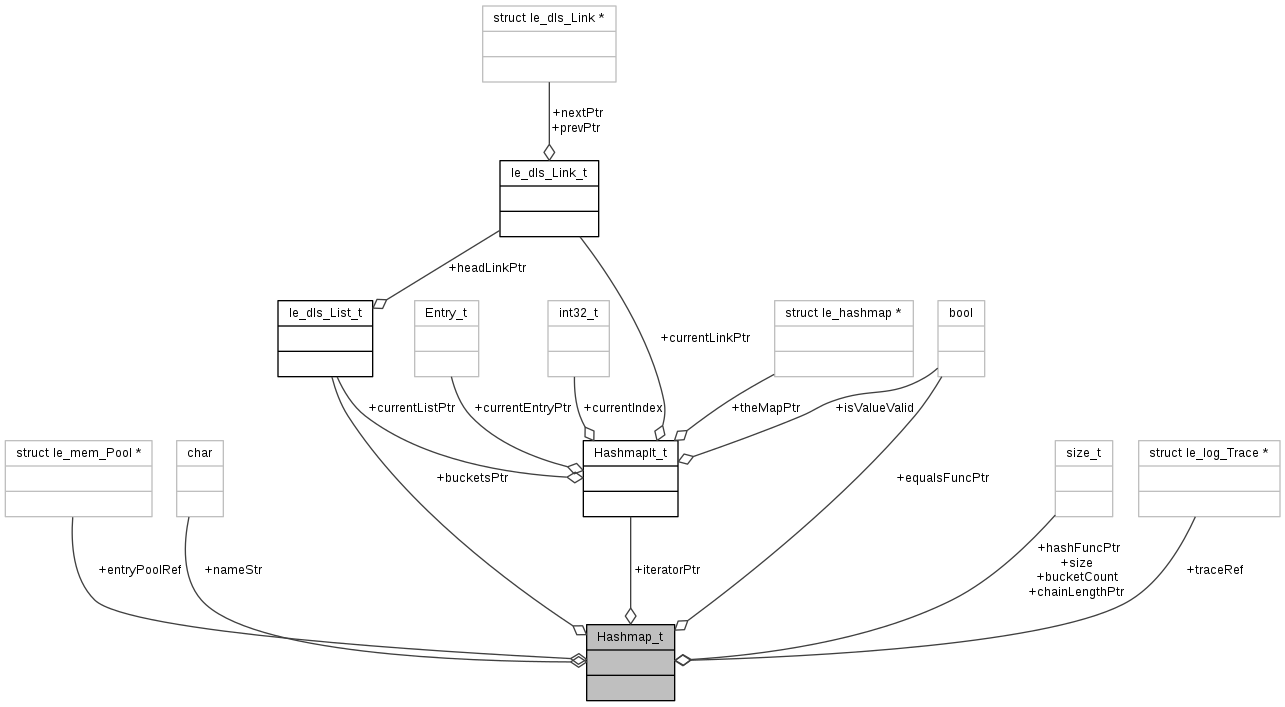 struct le_dls_Link *
+nextPtr
+prevPtr
le_dls_Link_t
+headLinkPtr
le_dls_List_t
Entry_t
int32_t
struct le_hashmap *
bool
+currentLinkPtr
+currentListPtr
+currentEntryPtr
+currentIndex
+theMapPtr
+isValueValid
struct le_mem_Pool *
char
HashmapIt_t
size_t
struct le_log_Trace *
+bucketsPtr
+equalsFuncPtr
+entryPoolRef
+nameStr
+iteratorPtr
+hashFuncPtr
+size
+bucketCount
+chainLengthPtr
+traceRef
Hashmap_t